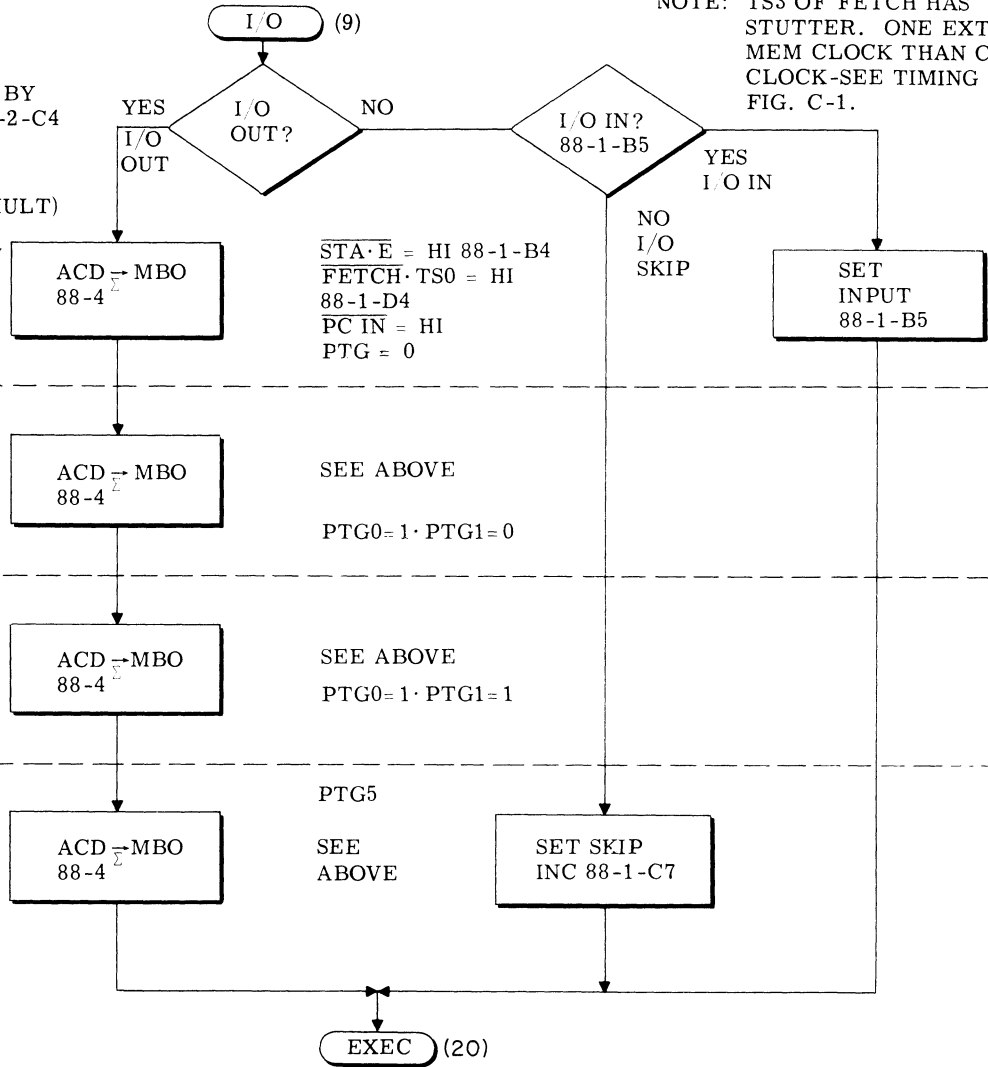 I/O (9)
NOTE: TS3 OF FETCH HAS
STUTTER. ONE EXT
MEM CLOCK THAN C
CLOCK-SEE TIMING
FIG. C-1.
BY
-2-C4
MULT)
YES
I/O
OUT
I/O
OUT?
NO
I/O IN?
88-1-B5
YES
I/O IN
NO
I/O
SKIP
ACD → MBO
Σ
88-4
STA·E = HI 88-1-B4
FETCH·TS0 = HI
88-1-D4
PC IN = HI
PTG = 0
SET
INPUT
88-1-B5
ACD → MBO
Σ
88-4
SEE ABOVE
PTG0=1·PTG1=0
ACD → MBO
Σ
88-4
SEE ABOVE
PTG0=1·PTG1=1
ACD → MBO
Σ
88-4
PTG5
SEE
ABOVE
SET SKIP
INC 88-1-C7
EXEC (20)